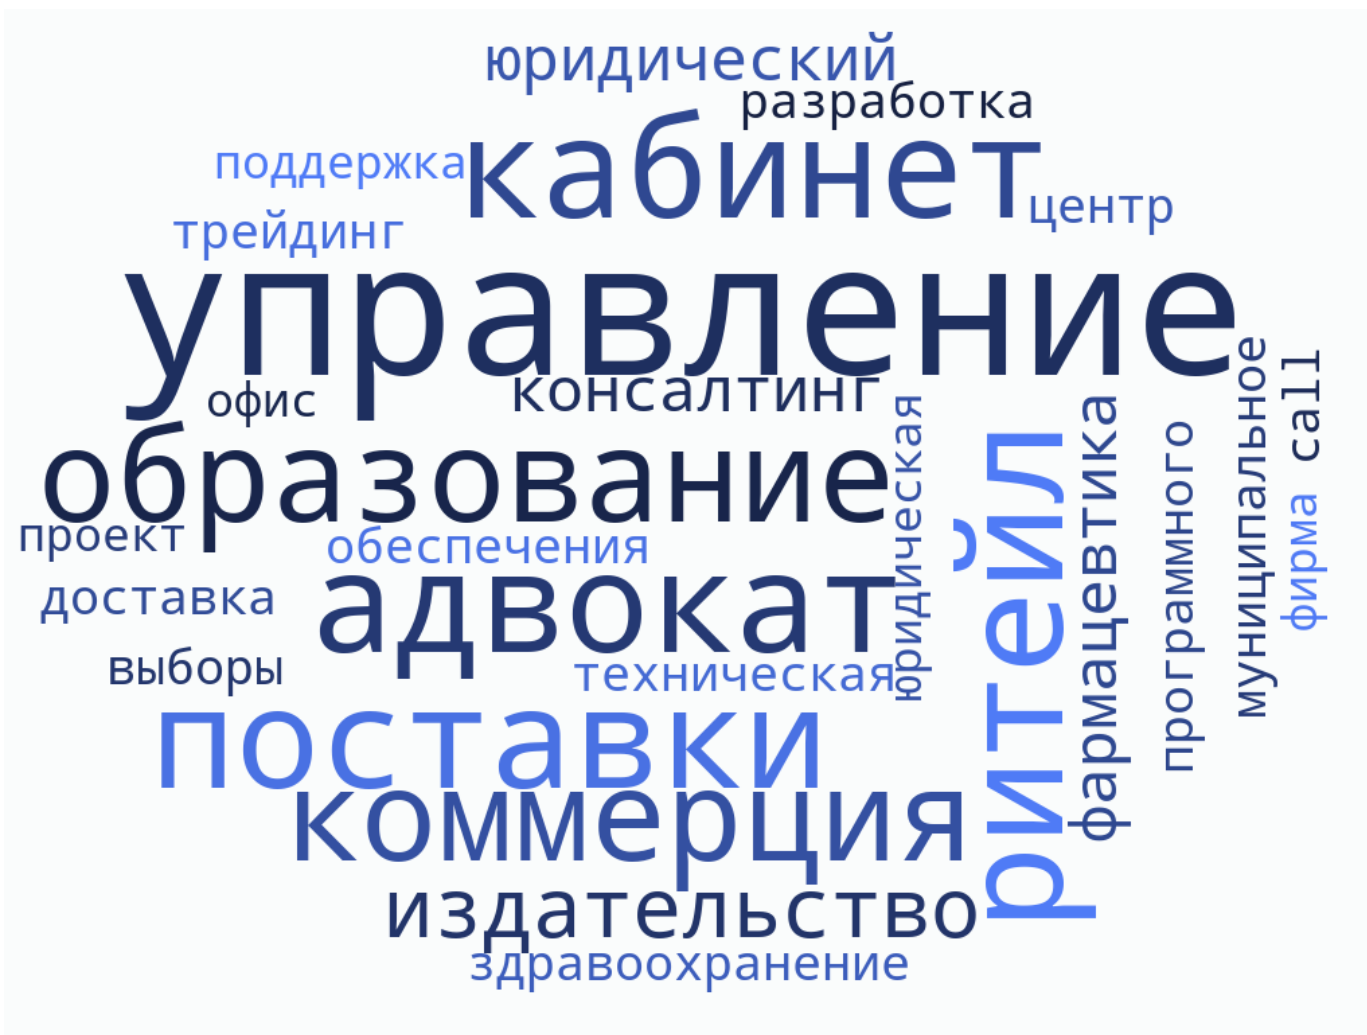 юридический
разработка
кабинет
поддержка
центр
трейдинг
управление
консалтинг
офис
образование
проект
обеспечения
доставка
адвокат
выборы
техническая
поставки
коммерция
издательство
здравоохранение
юридическая
ритейл
фармацевтика
программного
муниципальное
call
фирма